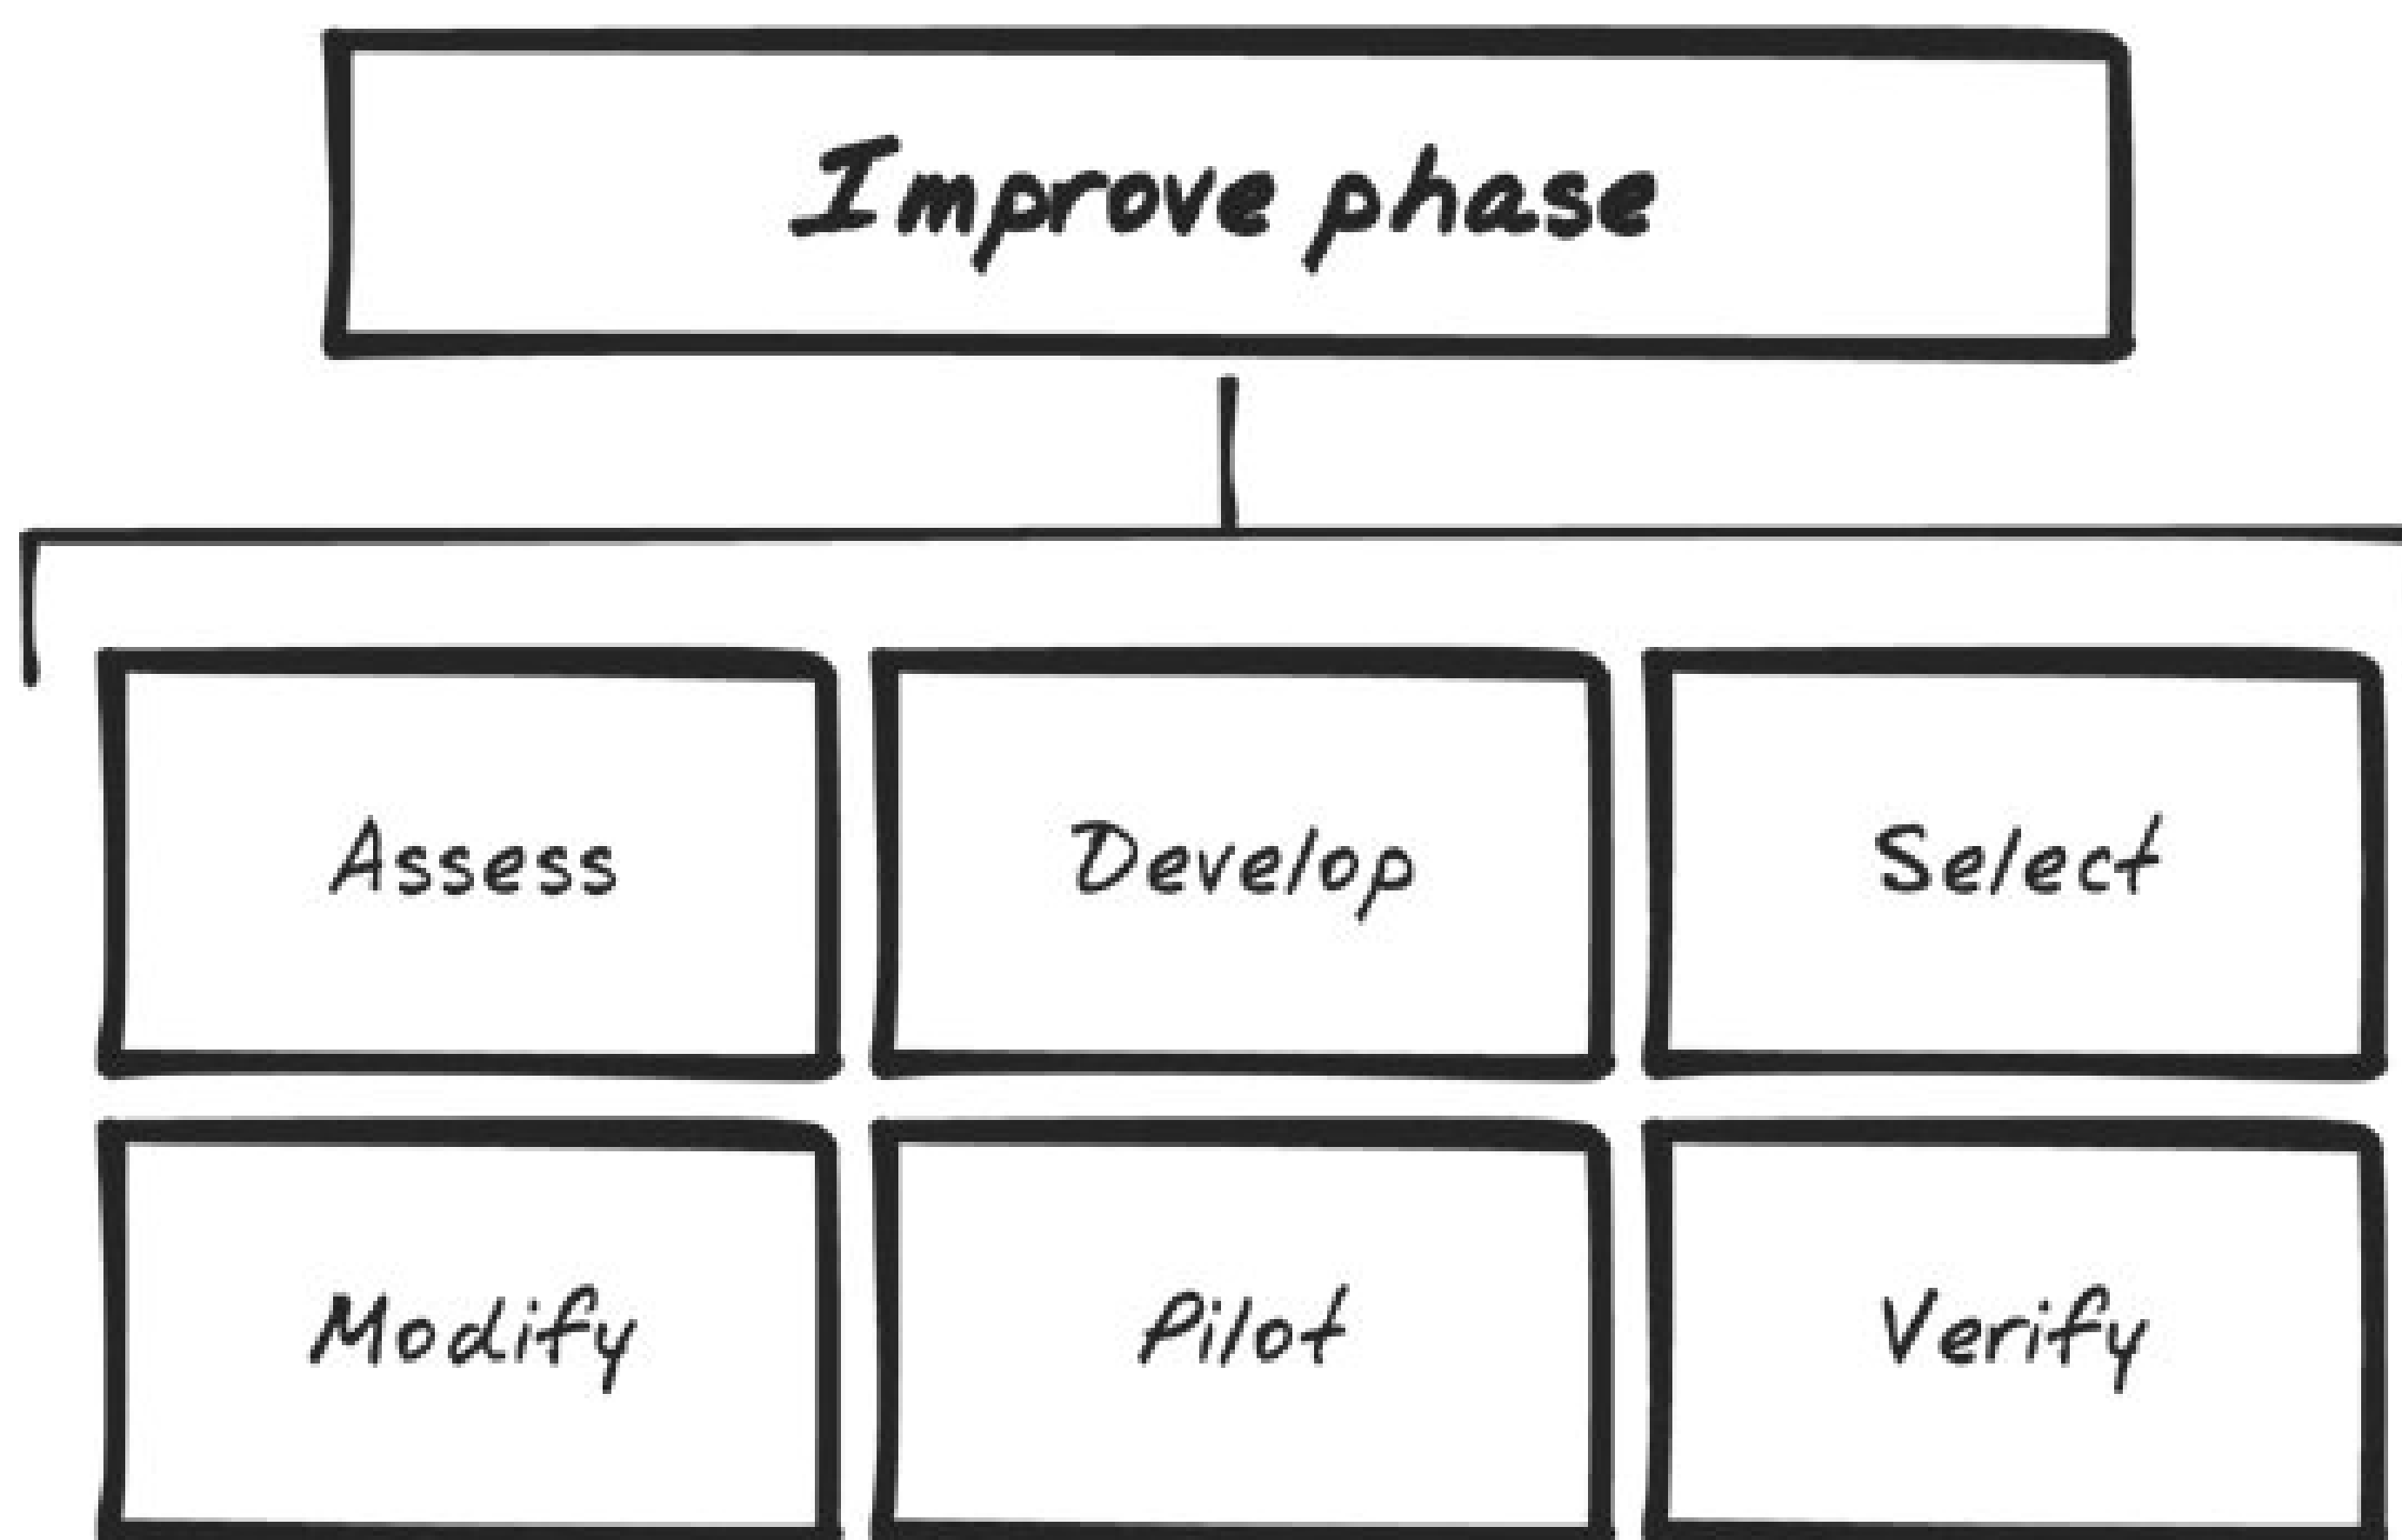 Improve phase
Assess
Develop
Select
Modify
Pilot
Verify